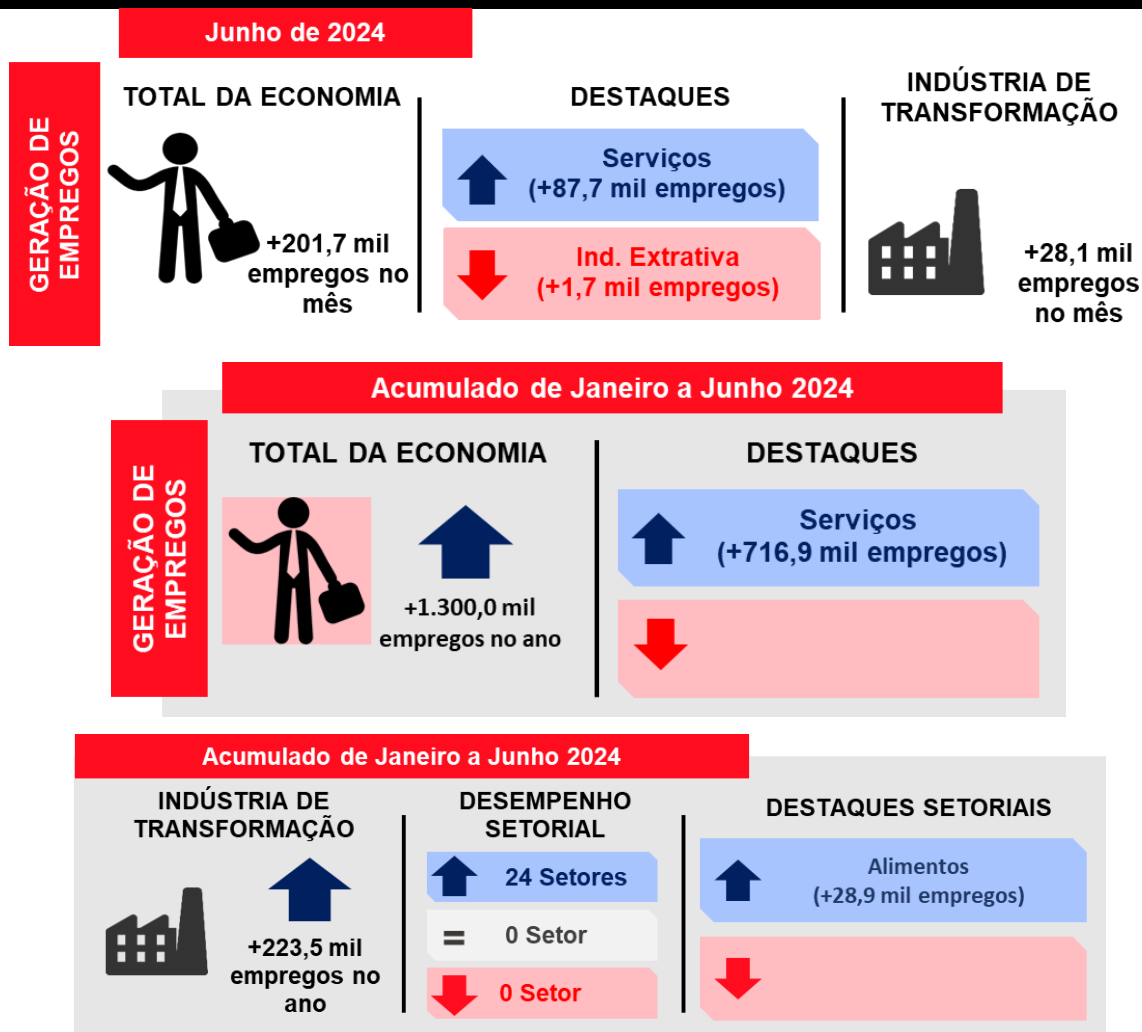 Junho de 2024
GERAÇÃO DE
EMPREGOS
TOTAL DA ECONOMIA
+201,7 mil
empregos no
mês
DESTAQUES
Serviços
(+87,7 mil empregos)
Ind. Extrativa
(+1,7 mil empregos)
INDÚSTRIA DE
TRANSFORMAÇÃO
+28,1 mil
empregos
no mês
Acumulado de Janeiro a Junho 2024
GERAÇÃO DE
EMPREGOS
TOTAL DA ECONOMIA
+1.300,0 mil
empregos no ano
DESTAQUES
Serviços
(+716,9 mil empregos)
Acumulado de Janeiro a Junho 2024
INDÚSTRIA DE
TRANSFORMAÇÃO
+223,5 mil
empregos no
ano
DESEMPENHO
SETORIAL
24 Setores
= 0 Setor
0 Setor
DESTAQUES SETORIAIS
Alimentos
(+28,9 mil empregos)